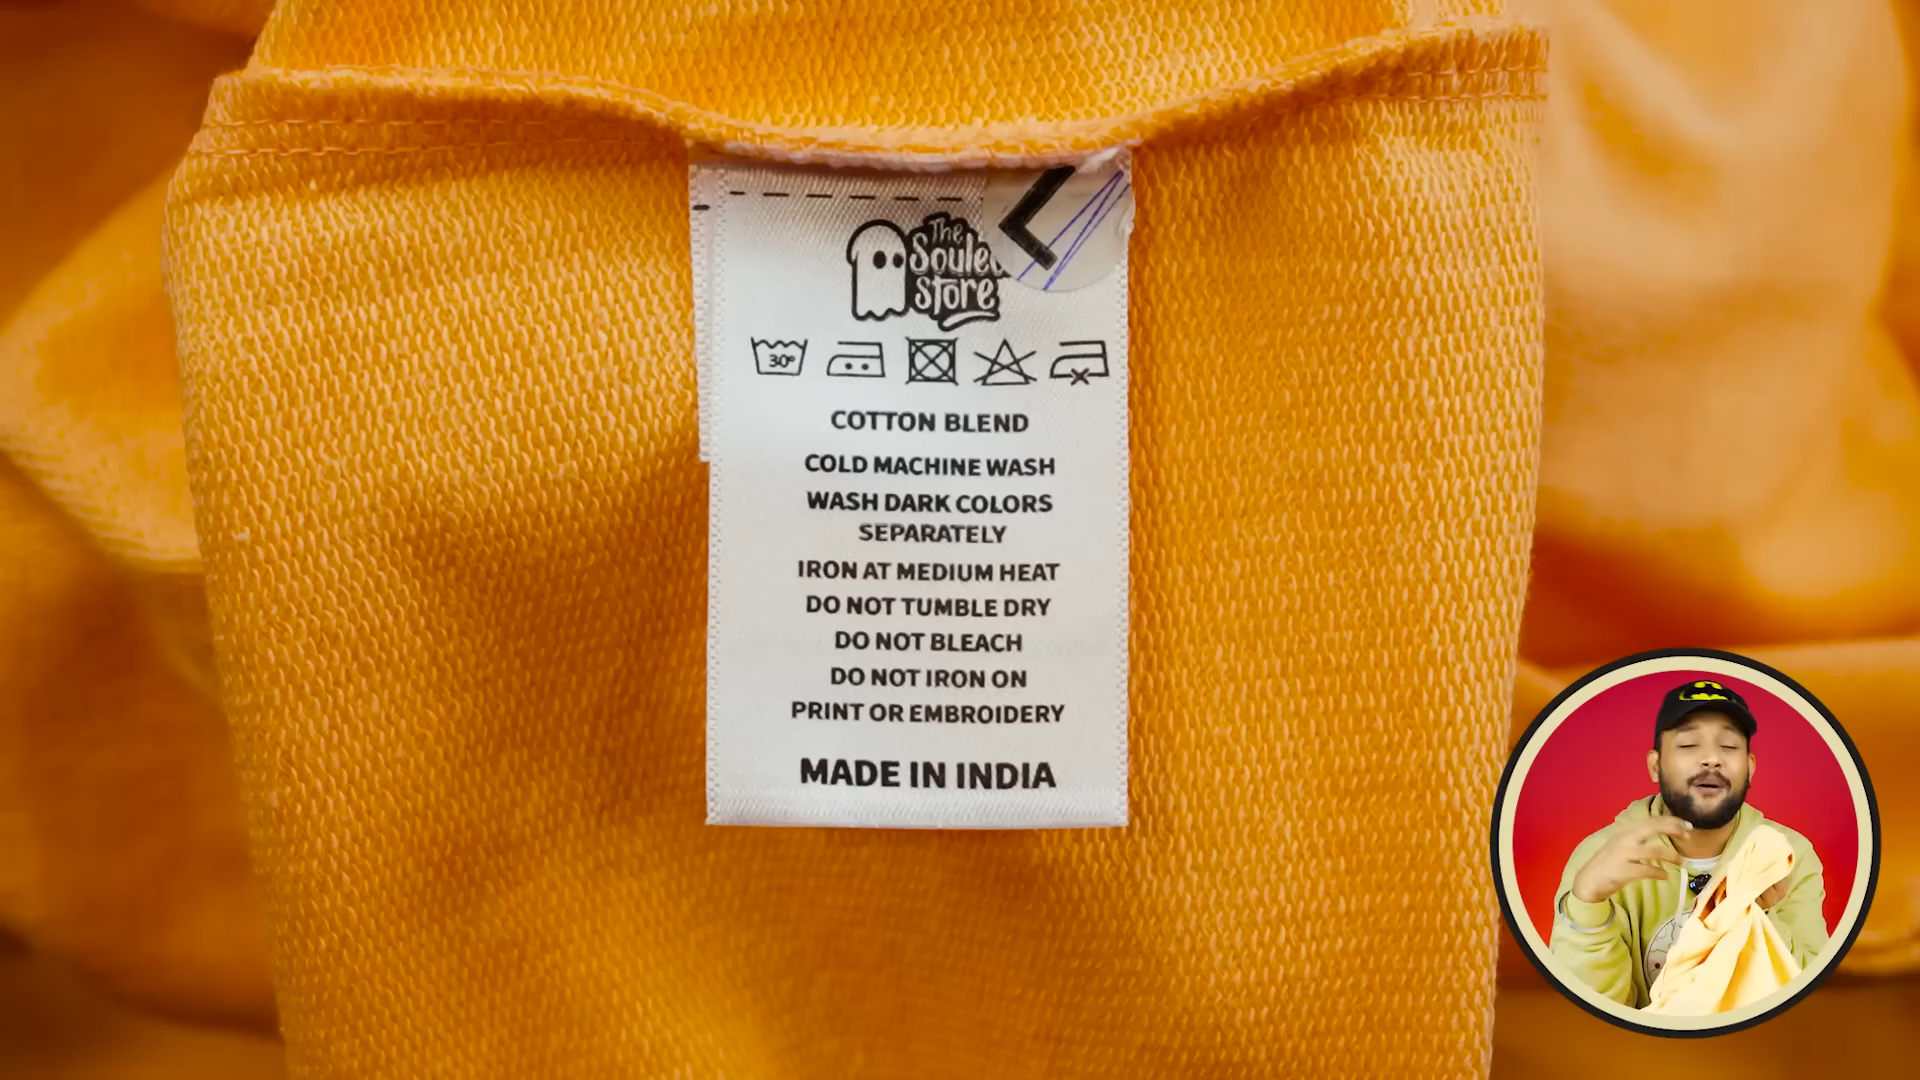 The
Souled
Store
L
30°
COTTON BLEND
COLD MACHINE WASH
WASH DARK COLORS
SEPARATELY
IRON AT MEDIUM HEAT
DO NOT TUMBLE DRY
DO NOT BLEACH
DO NOT IRON ON
PRINT OR EMBROIDERY
MADE IN INDIA